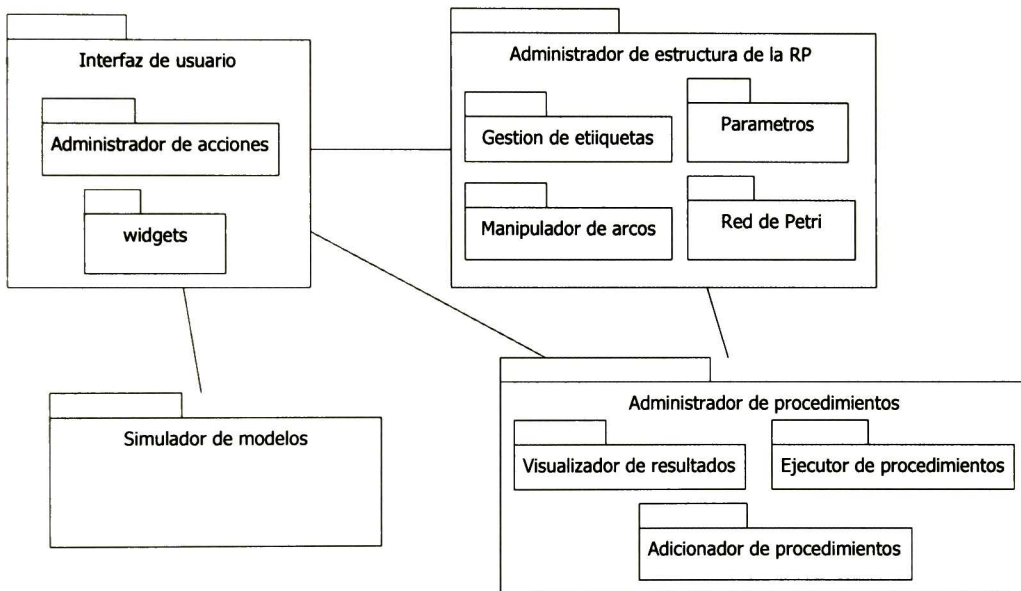 Interfaz de usuario
Administrador de acciones
widgets
Administrador de estructura de la RP
Gestion de etiiquetas
Parametros
Manipulador de arcos
Red de Petri
Simulador de modelos
Administrador de procedimientos
Visualizador de resultados
Ejecutor de procedimientos
Adicionador de procedimientos